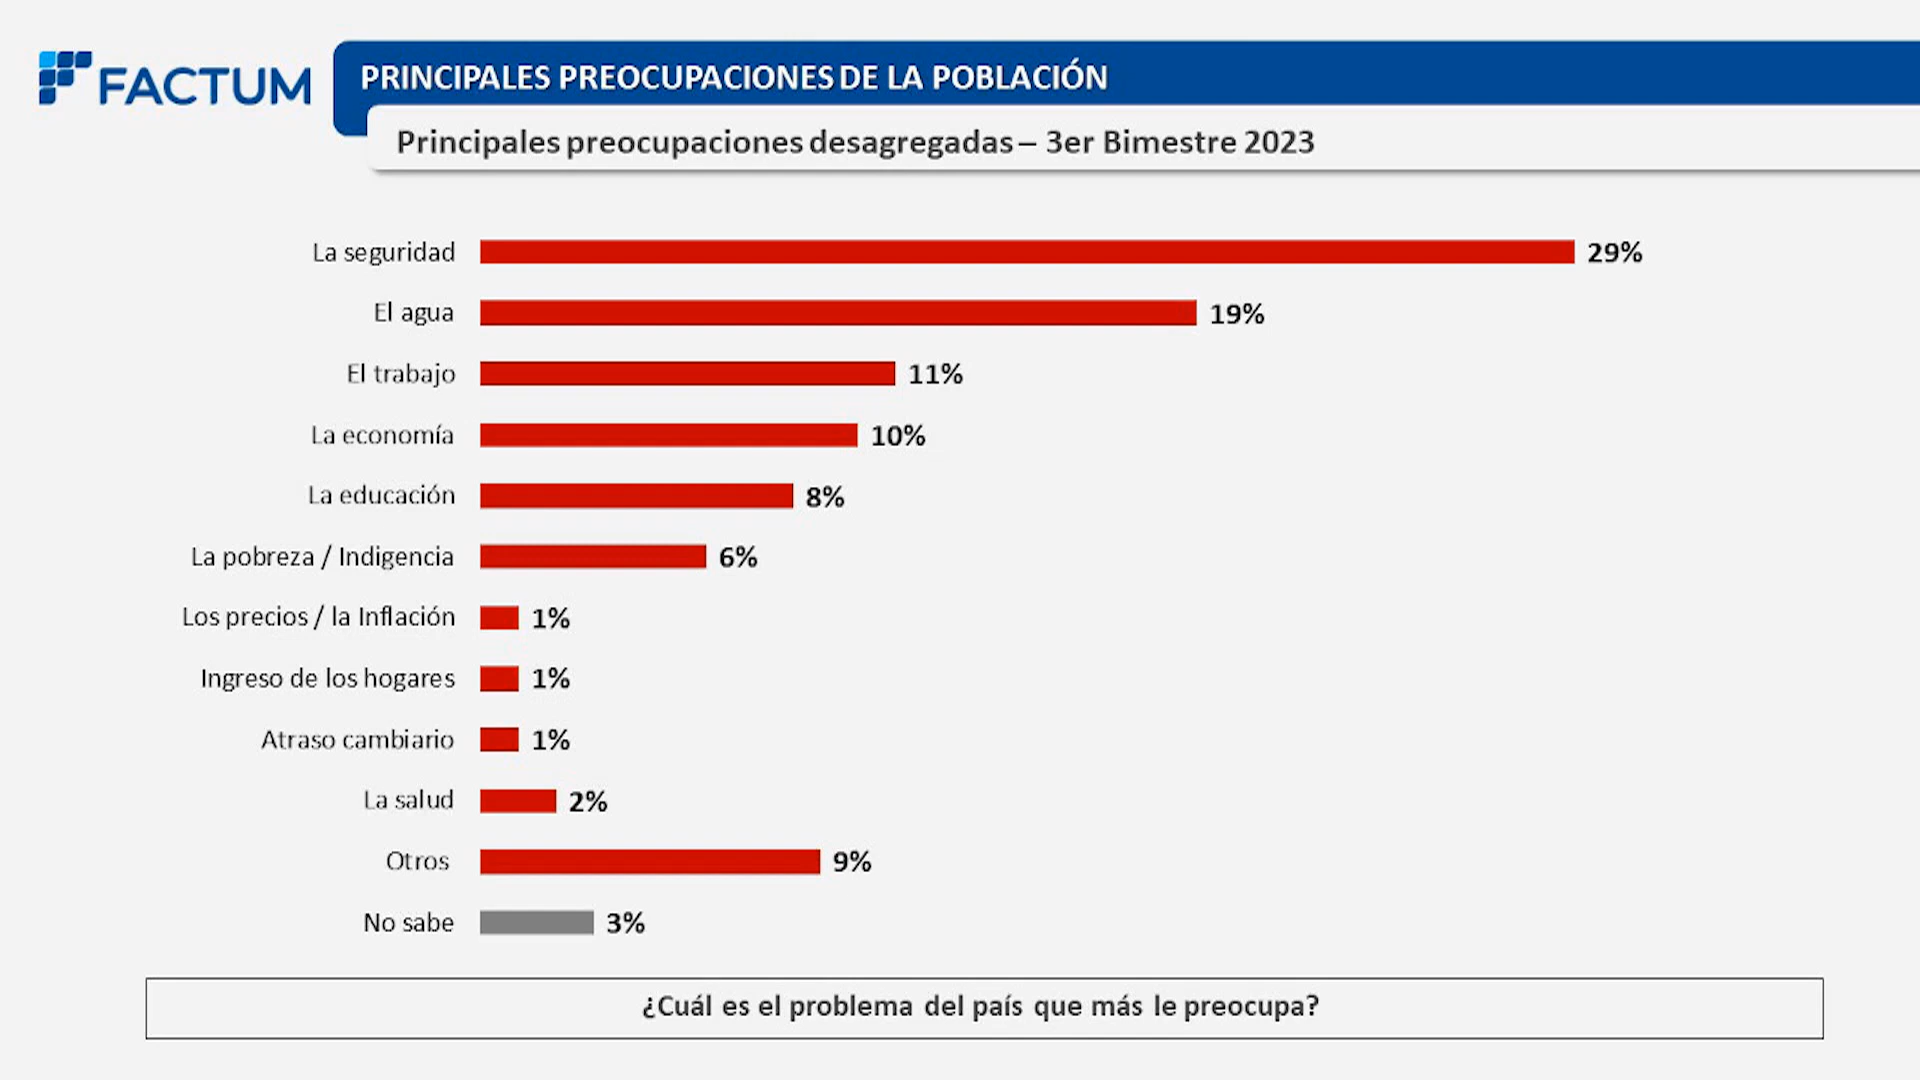 FACTUM
PRINCIPALES PREOCUPACIONES DE LA POBLACIÓN
Principales preocupaciones desagregadas – 3er Bimestre 2023
La seguridad 29%
El agua 19%
El trabajo 11%
La economía 10%
La educación 8%
La pobreza / Indigencia 6%
Los precios / la Inflación 1%
Ingreso de los hogares 1%
Atraso cambiario 1%
La salud 2%
Otros 9%
No sabe 3%
¿Cuál es el problema del país que más le preocupa?